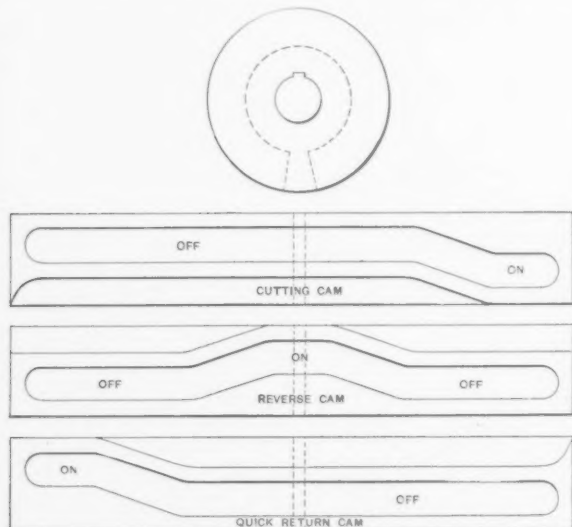 OFF
ON
CUTTING CAM
ON
OFF OFF
REVERSE CAM
ON
OFF
QUICK RETURN CAM